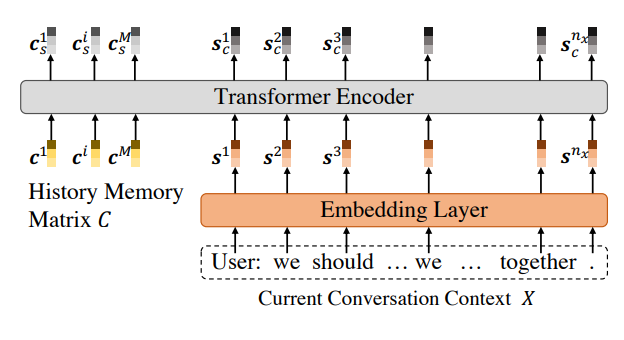 c_s^1 c_s^i c_s^M s_c^1 s_c^2 s_c^3 s_c^{n_x}
Transformer Encoder
c^1 c^i c^M s^1 s^2 s^3 s^{n_x}
History Memory
Matrix C
Embedding Layer
User: we should ... we ... together .
Current Conversation Context X